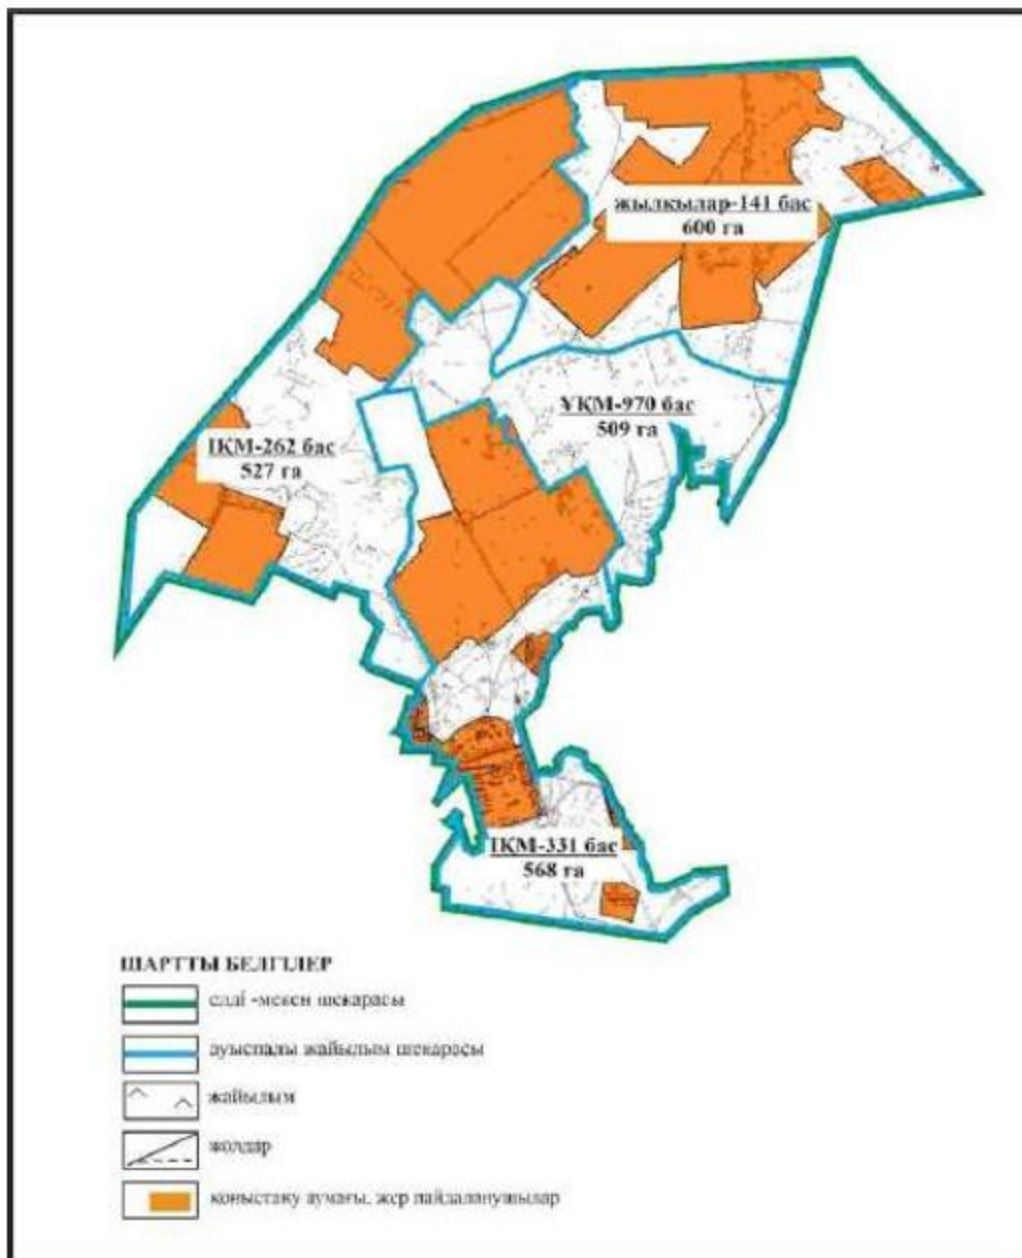 жылқылар-141 бас
600 га
ҰҚМ-970 бас
509 га
ІҚМ-262 бас
527 га
ІҚМ-331 бас
568 га
ШАРТТЫ БЕЛГІЛЕР
елді -мекен шекарасы
ауыспалы жайылым шекарасы
жайылым
жолдар
қоныстану аумағы, жер пайдаланушылар